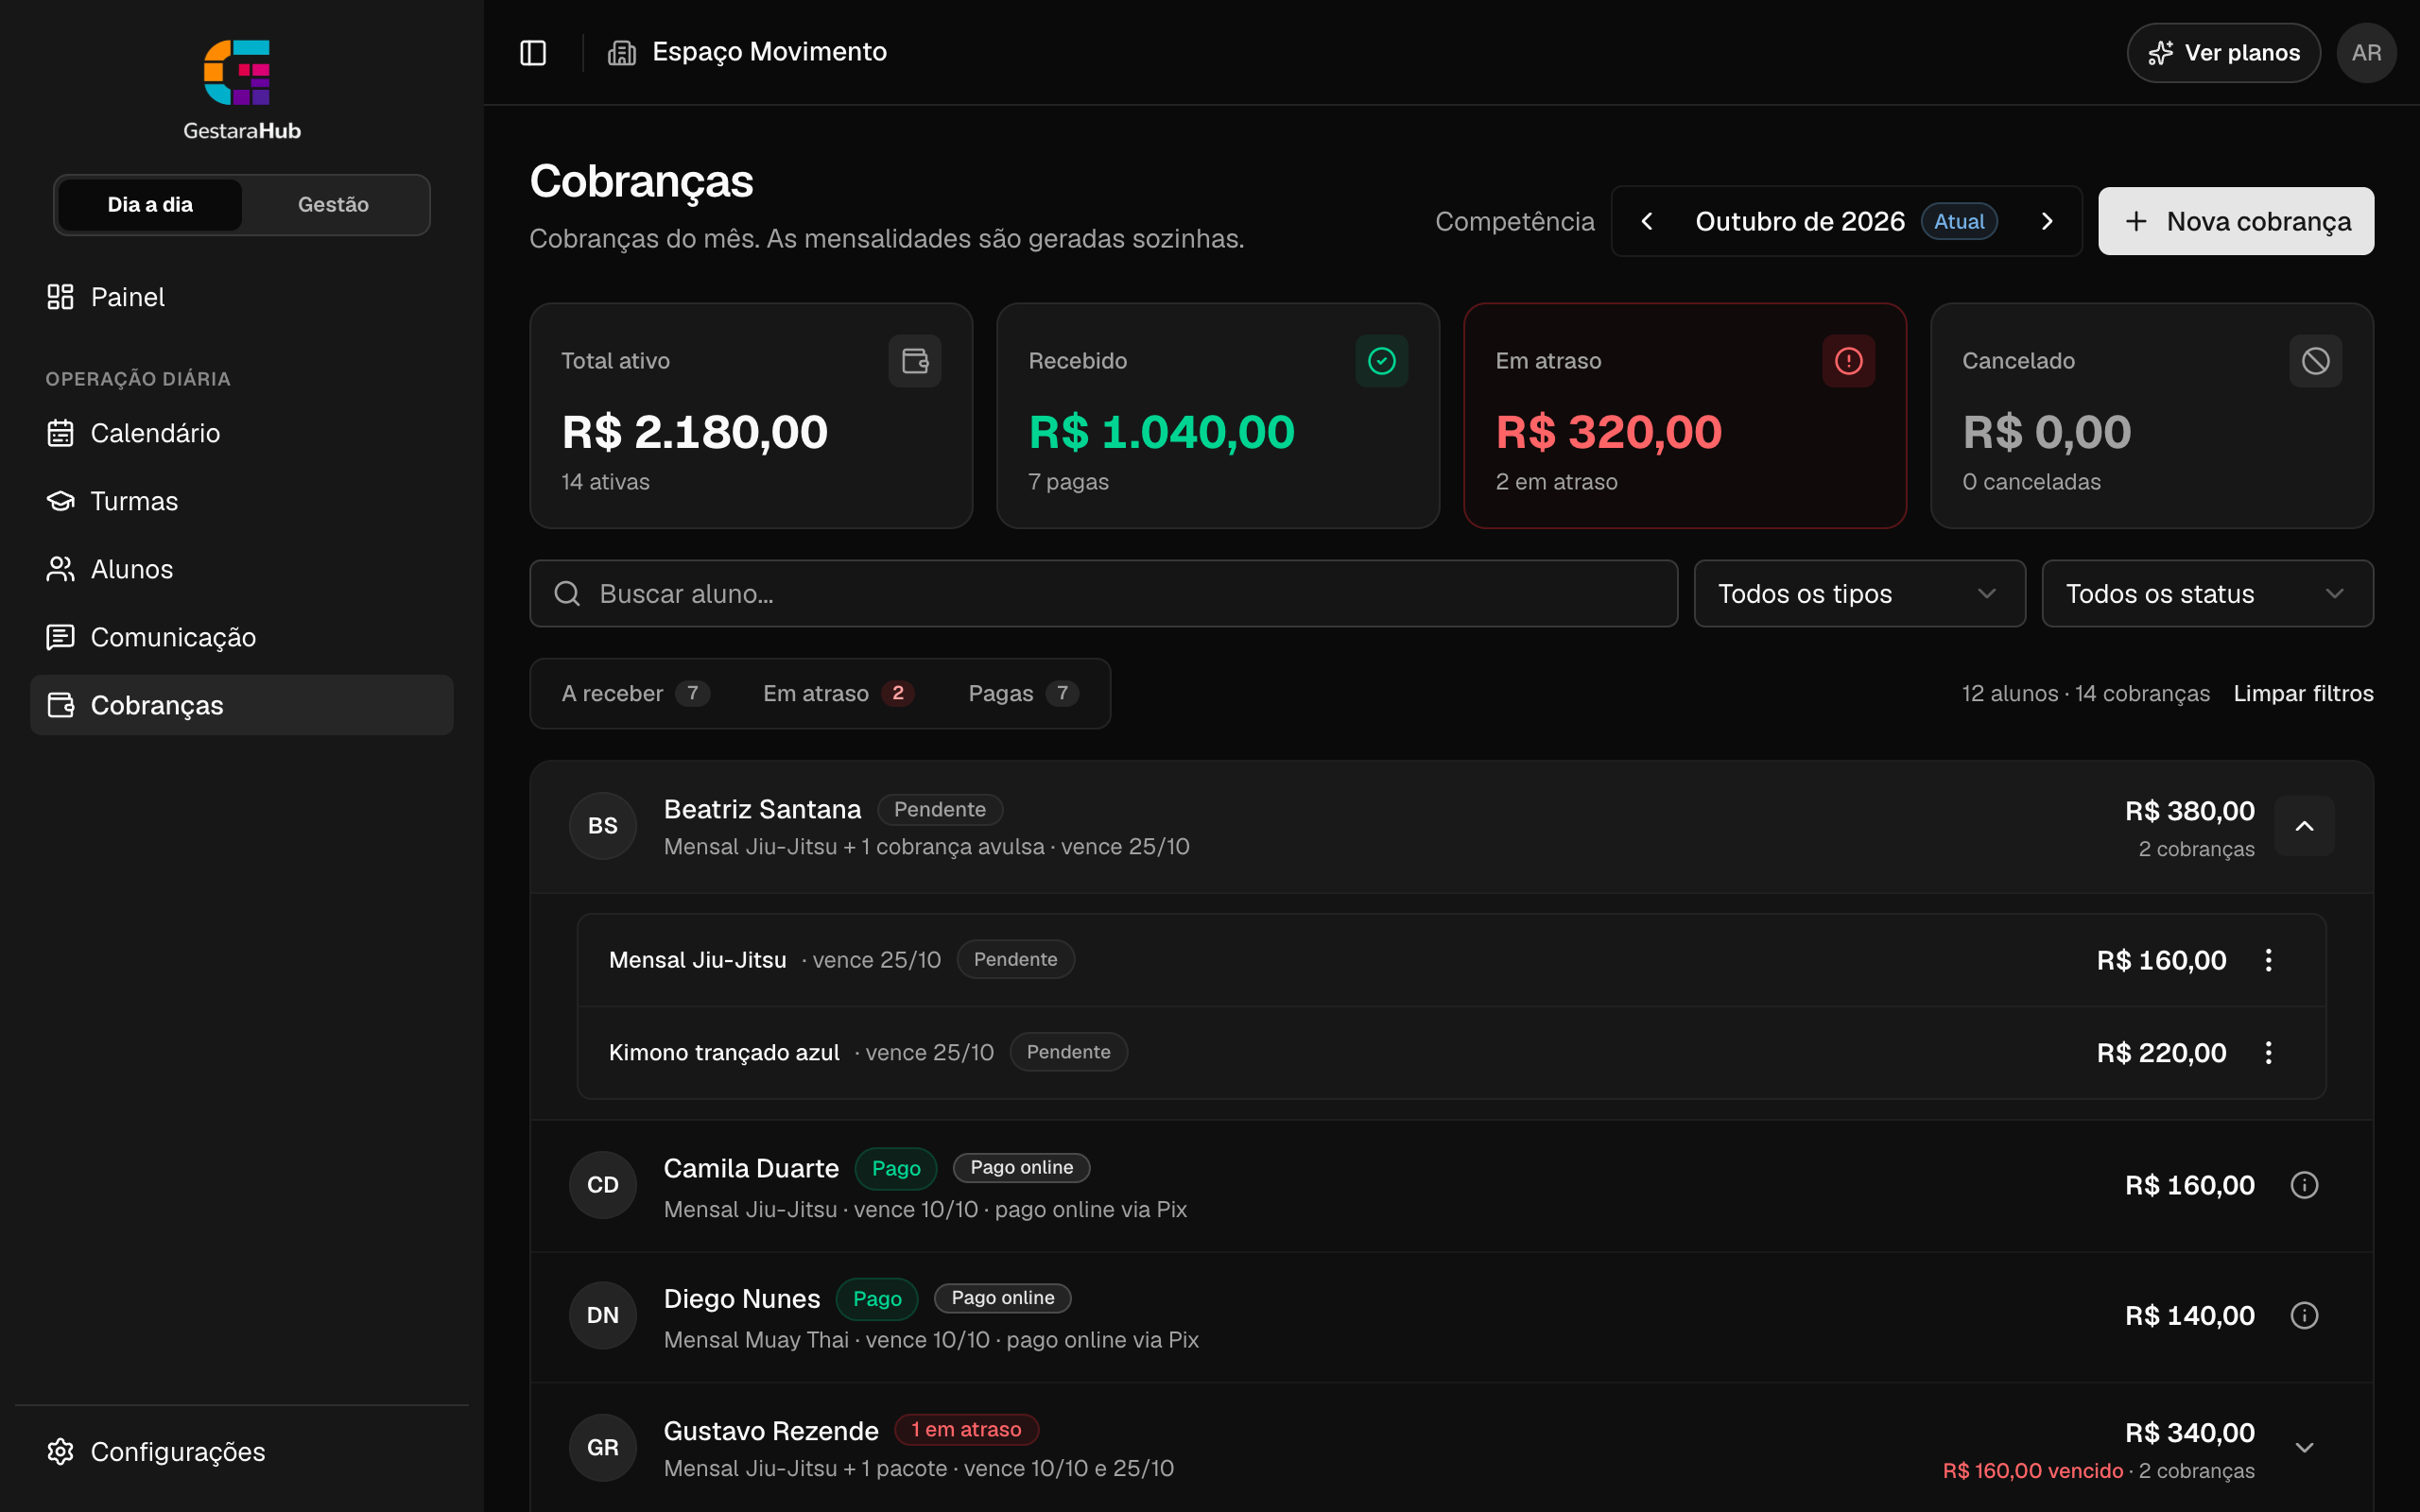 GestaraHub
Dia a dia
Gestão
Painel
OPERAÇÃO DIÁRIA
Calendário
Turmas
Alunos
Comunicação
Cobranças
Configurações
Espaço Movimento
Ver planos
AR
Cobranças
Cobranças do mês. As mensalidades são geradas sozinhas.
Competência
Outubro de 2026
Atual
Nova cobrança
Total ativo
R$ 2.180,00
14 ativas
Recebido
R$ 1.040,00
7 pagas
Em atraso
R$ 320,00
2 em atraso
Cancelado
R$ 0,00
0 canceladas
Buscar aluno...
Todos os tipos
Todos os status
A receber 7
Em atraso 2
Pagas 7
12 alunos · 14 cobranças
Limpar filtros
BS
Beatriz Santana
Pendente
Mensal Jiu-Jitsu + 1 cobrança avulsa · vence 25/10
R$ 380,00
2 cobranças
Mensal Jiu-Jitsu · vence 25/10 Pendente
R$ 160,00
Kimono trançado azul · vence 25/10 Pendente
R$ 220,00
CD
Camila Duarte Pago Pago online
Mensal Jiu-Jitsu · vence 10/10 · pago online via Pix
R$ 160,00
DN
Diego Nunes Pago Pago online
Mensal Muay Thai · vence 10/10 · pago online via Pix
R$ 140,00
GR
Gustavo Rezende 1 em atraso
Mensal Jiu-Jitsu + 1 pacote · vence 10/10 e 25/10
R$ 340,00
R$ 160,00 vencido · 2 cobranças